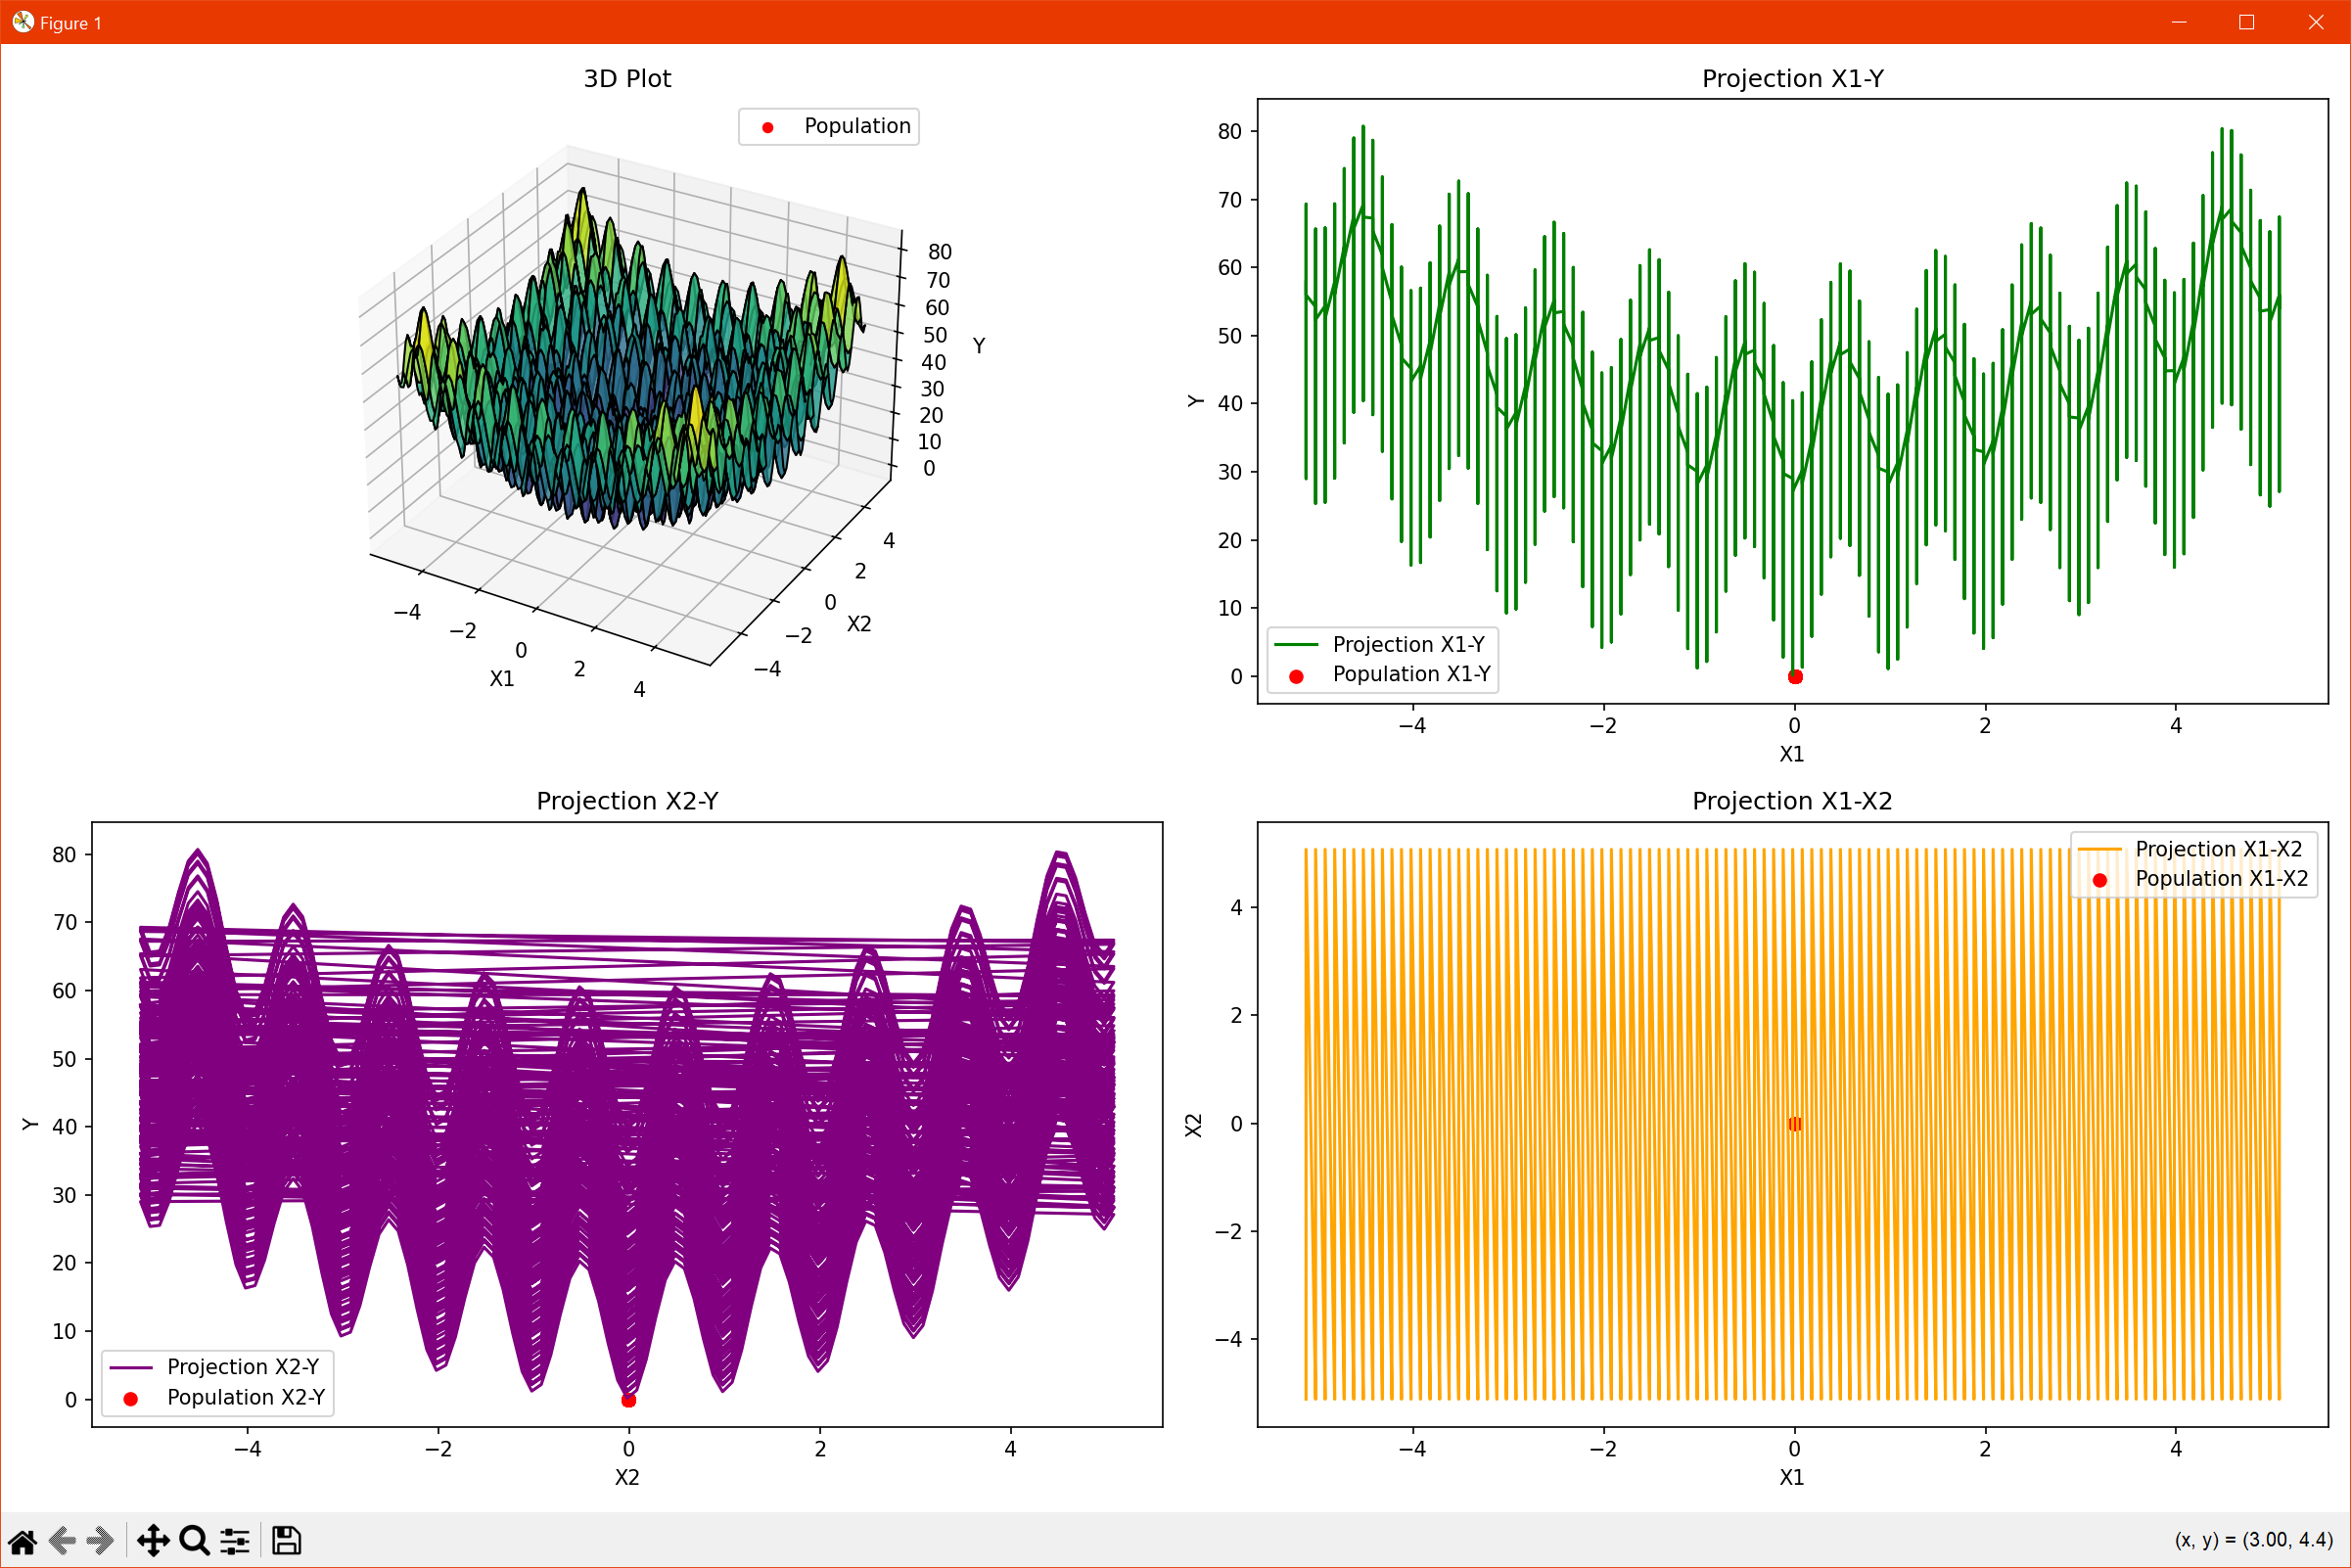 Figure 1
3D Plot
Population
80
70
60
50
40
30
20
10
0
Y
−4
−2
0
2
4
X1
−4
−2
0
2
4
X2
Projection X1-Y
80
70
60
50
40
30
20
10
0
Y
Projection X1-Y
Population X1-Y
−4
−2
0
2
4
X1
Projection X2-Y
80
70
60
50
40
30
20
10
0
Y
Projection X2-Y
Population X2-Y
−4
−2
0
2
4
X2
Projection X1-X2
Projection X1-X2
Population X1-X2
4
2
0
−2
−4
X2
−4
−2
0
2
4
X1
(x, y) = (3.00, 4.4)